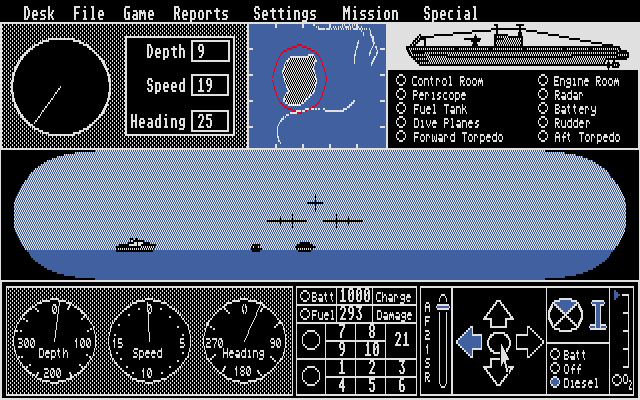 Desk File Game Reports Settings Mission Special
Depth 9
Speed 19
Heading 25
Control Room Engine Room
Periscope Radar
Fuel Tank Battery
Dive Planes Rudder
Forward Torpedo Aft Torpedo
0
300 100
Depth
200
0
15 5
Speed
10
0
270 90
Heading
180
Batt 1000 Charge
Fuel 293 Damage
7 8 21
9 10
1 2 3
4 5 6
A
F
2
1
S
R
Batt
Off
Diesel
O2